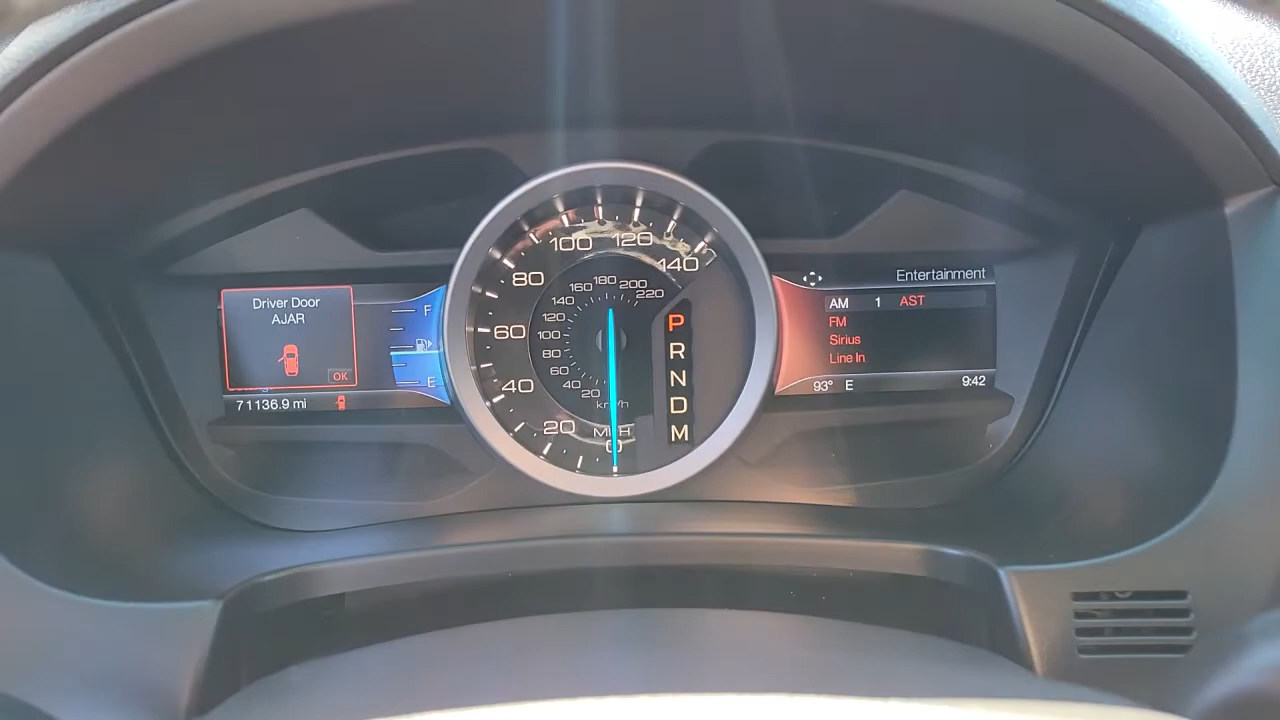 Driver Door
AJAR
OK
71136.9 mi
F
E
0
20
40
60
80
100
120
140
MPH
20
40
60
80
100
120
140
160
180
200
220
km/h
P
R
N
D
M
Entertainment
AM 1 AST
FM
Sirius
Line In
93° E
9:42